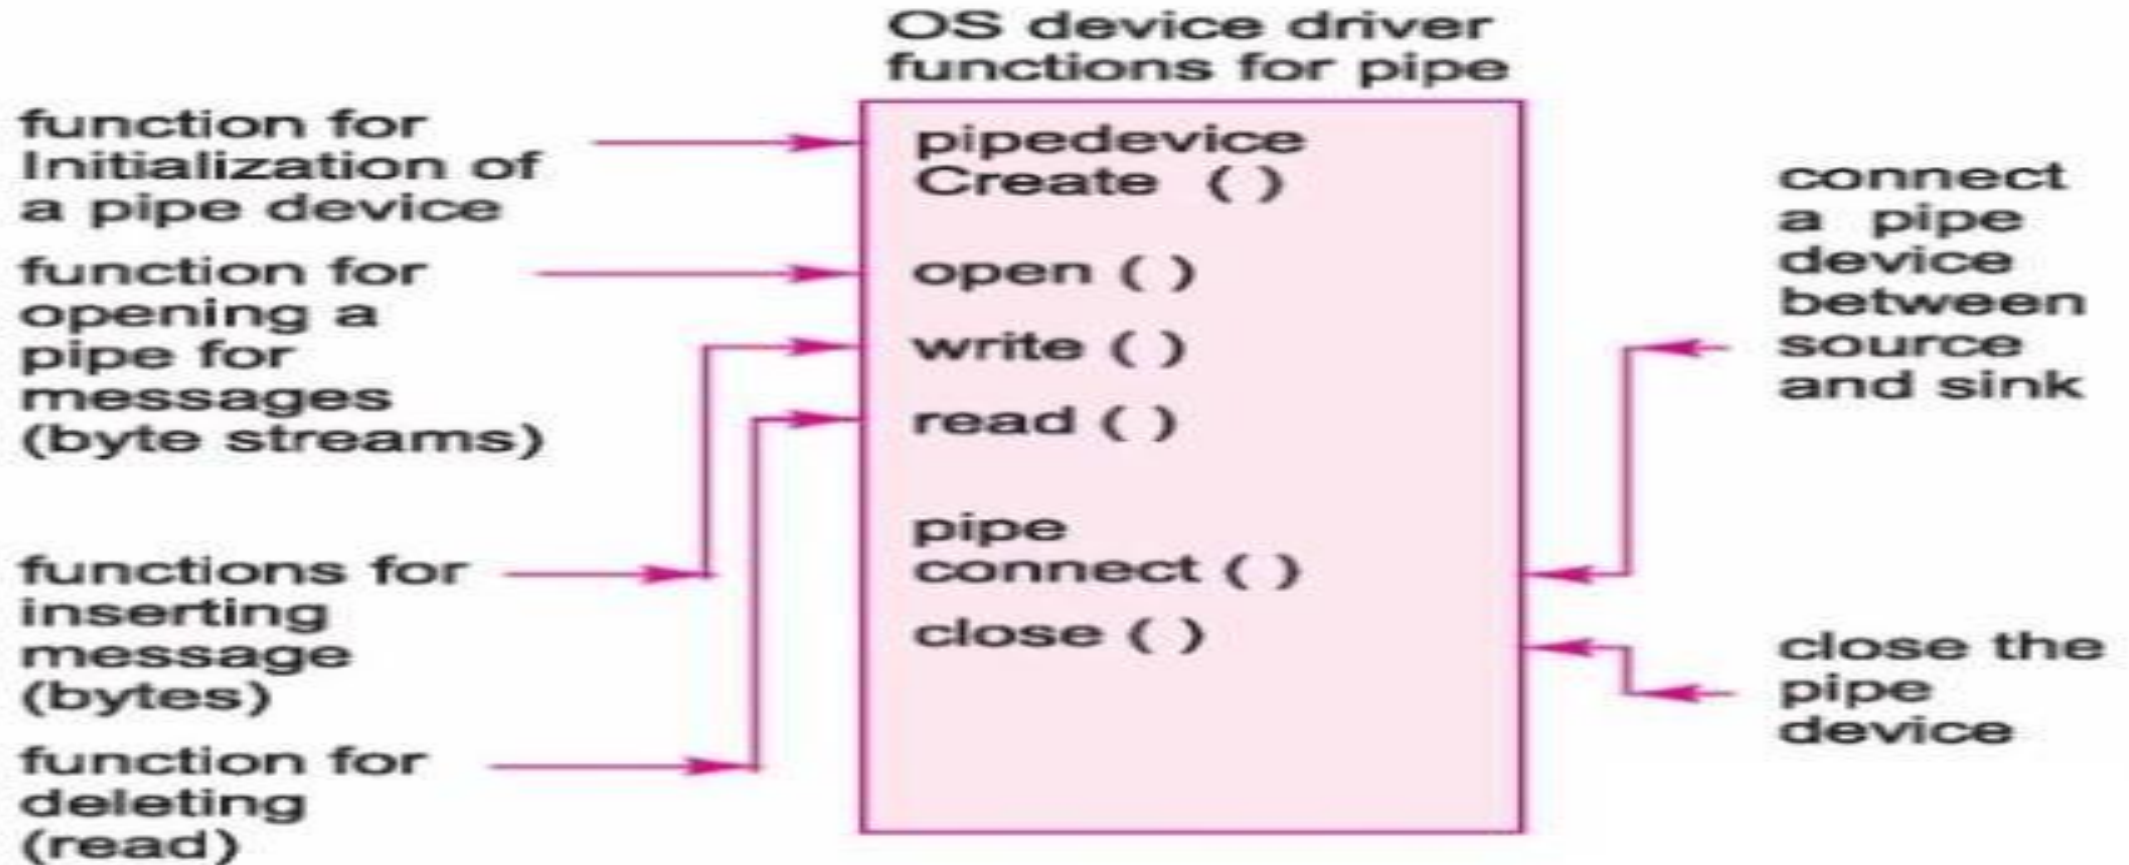 OS device driver
functions for pipe
function for
Initialization of
a pipe device
function for
opening a
pipe for
messages
(byte streams)
functions for
inserting
message
(bytes)
function for
deleting
(read)
pipedevice
Create ( )
open ( )
write ( )
read ( )
pipe
connect ( )
close ( )
connect
a pipe
device
between
source
and sink
close the
pipe
device